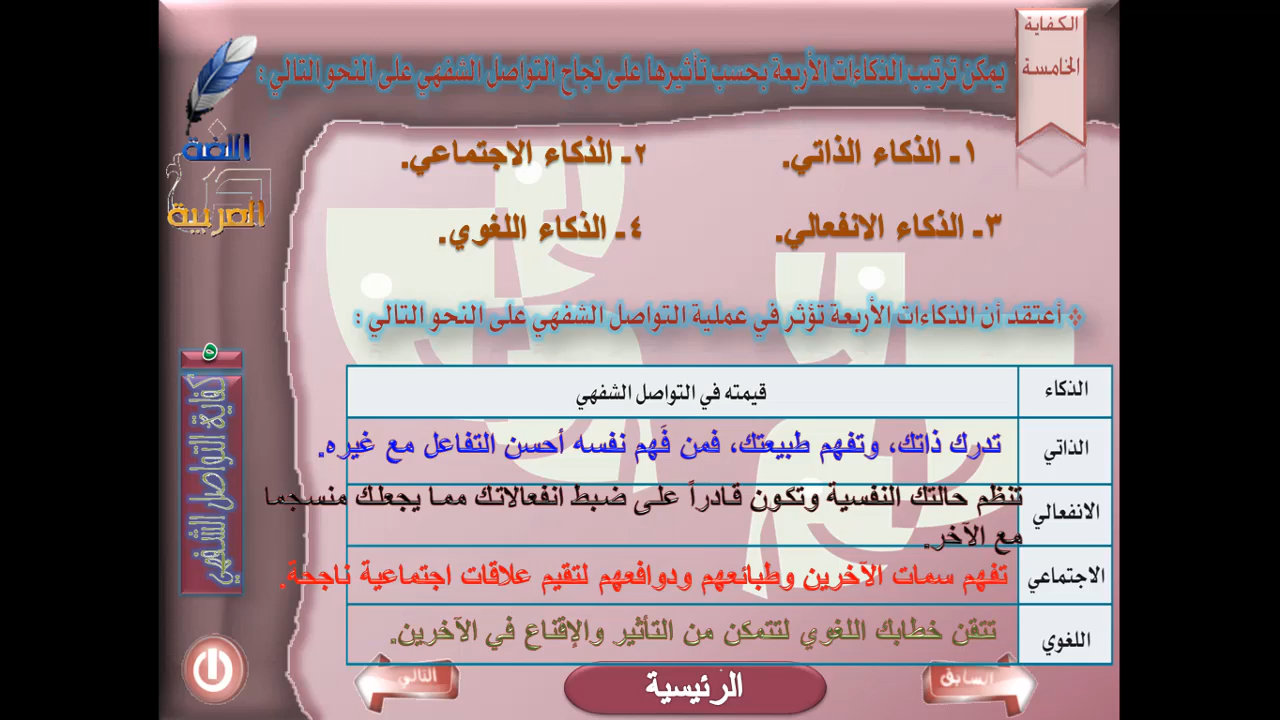 الكفاية
الخامسة
يمكن ترتيب الذكاءات الأربعة بحسب تأثيرها على نجاح التواصل الشفهي على النحو التالي :
١ـ الذكاء الذاتي.
٢ـ الذكاء الاجتماعي.
٣ـ الذكاء الانفعالي.
٤ـ الذكاء اللغوي.
أعتقد أن الذكاءات الأربعة تؤثر في عملية التواصل الشفهي على النحو التالي :
الذكاء
قيمته في التواصل الشفهي
الذاتي
تدرك ذاتك، وتفهم طبيعتك، فمن فَهم نفسه أحسن التفاعل مع غيره.
الانفعالي
تنظم حالتك النفسية وتكون قادراً على ضبط انفعالاتك مما يجعلك منسجما
مع الآخر.
الاجتماعي
تفهم سمات الآخرين وطبائعهم ودوافعهم لتقيم علاقات اجتماعية ناجحة.
اللغوي
تتقن خطابك اللغوي لتتمكن من التأثير والإقناع في الآخرين.
السابق
الرئيسية
التالي
اللغة
العربية
٥
كفاية التواصل الشفهي